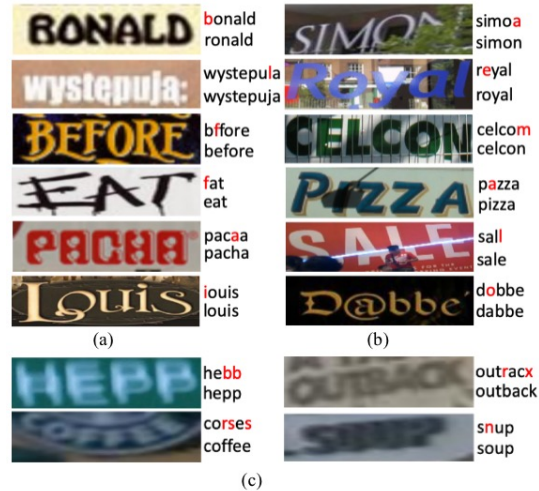 RONALD
bonald
ronald
występują:
wystepula
wystepuja
BEFORE
bffore
before
EAT
fat
eat
PACHA
pacaa
pacha
Louis
iouis
louis
(a)
SIMON
simoa
simon
Royal
reyal
royal
CELCON
celcom
celcon
PIZZA
pazza
pizza
SALE
sall
sale
D@bbe
dobbe
dabbe
(b)
HEPP
hebb
hepp
COFFEE
corses
coffee
OUTBACK
outracx
outback
snup
soup
(c)